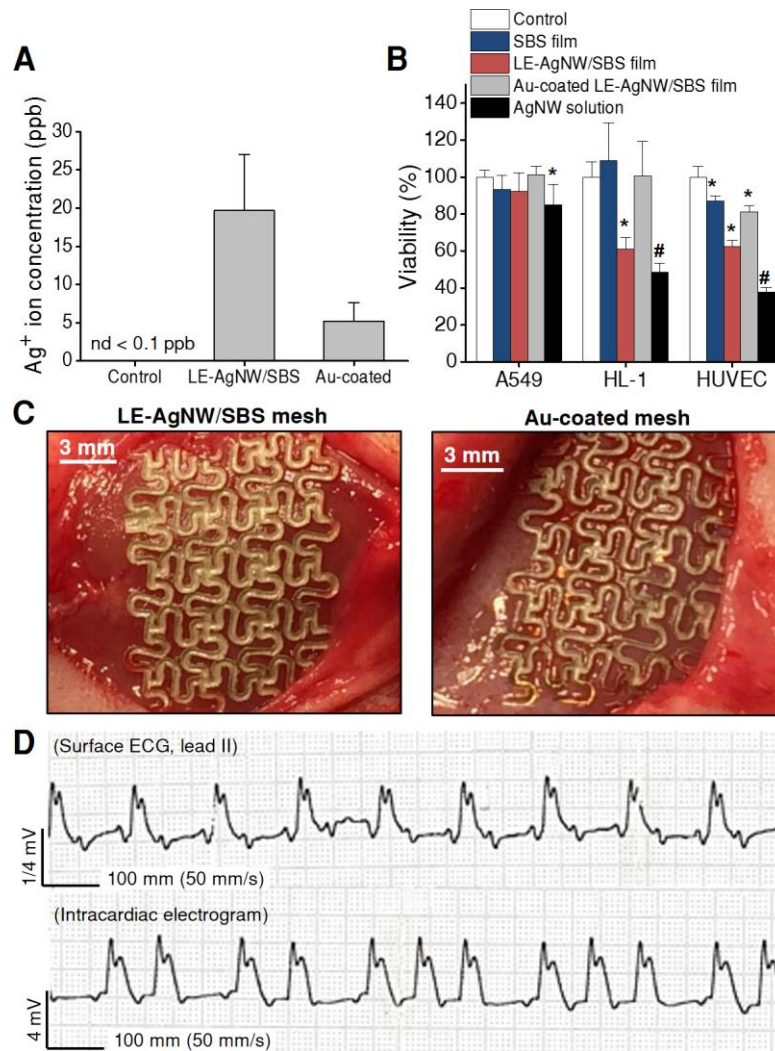 A
Ag⁺ ion concentration (ppb)
30
25
20
15
10
5
0
nd < 0.1 ppb
Control LE-AgNW/SBS Au-coated
B
Control
SBS film
LE-AgNW/SBS film
Au-coated LE-AgNW/SBS film
AgNW solution
Viability (%)
140
120
100
80
60
40
20
0
* * # * * * #
A549 HL-1 HUVEC
C
LE-AgNW/SBS mesh
3 mm
Au-coated mesh
3 mm
D
(Surface ECG, lead II)
1/4 mV
100 mm (50 mm/s)
(Intracardiac electrogram)
4 mV
100 mm (50 mm/s)